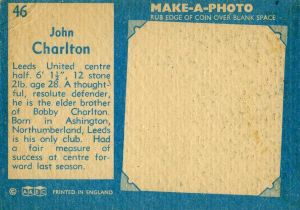 46
John
Charlton
Leeds United centre
half. 6' 1½", 12 stone
2lb, age 28. A thought-
ful, resolute defender, he
is the elder brother
of Bobby Charlton.
Born in Ashington,
Northumberland, Leeds
is his only club. Had
a fair measure of
success at centre for-
ward last season.
© A&BC PRINTED IN ENGLAND
MAKE-A-PHOTO
RUB EDGE OF COIN OVER BLANK SPACE